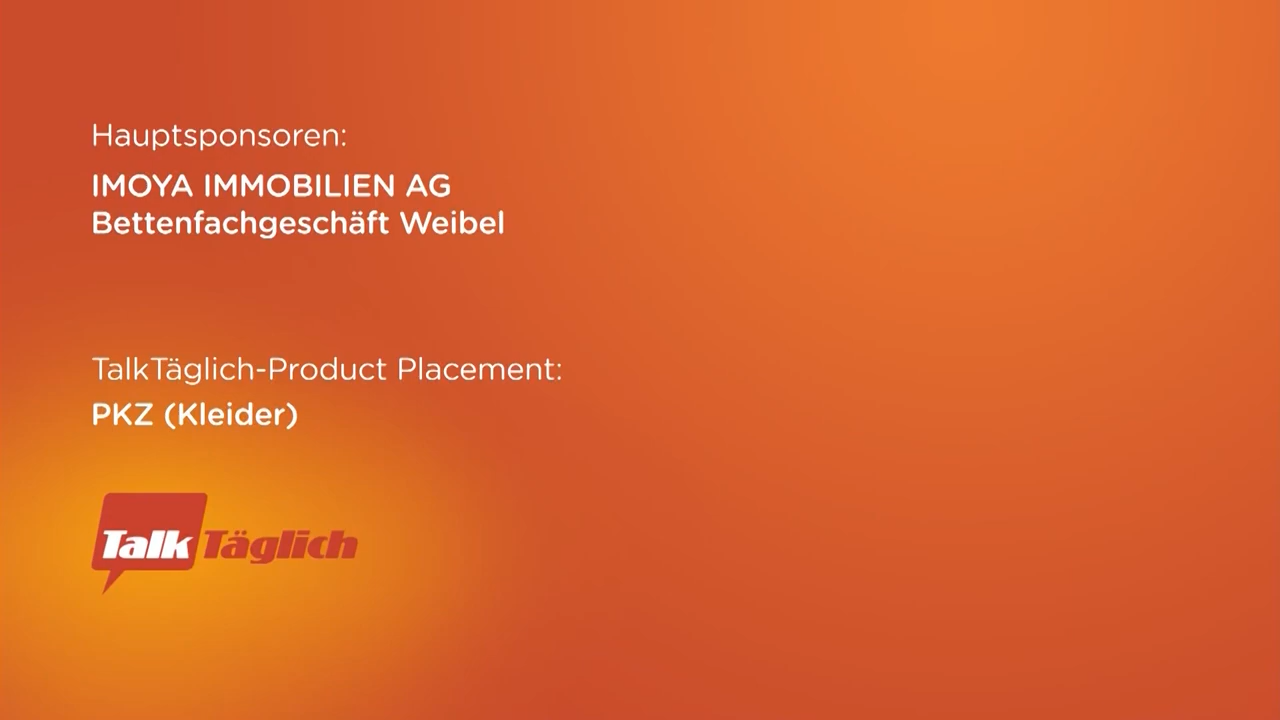 Hauptsponsoren:
IMOYA IMMOBILIEN AG
Bettenfachgeschäft Weibel
TalkTäglich-Product Placement:
PKZ (Kleider)
Talk Täglich